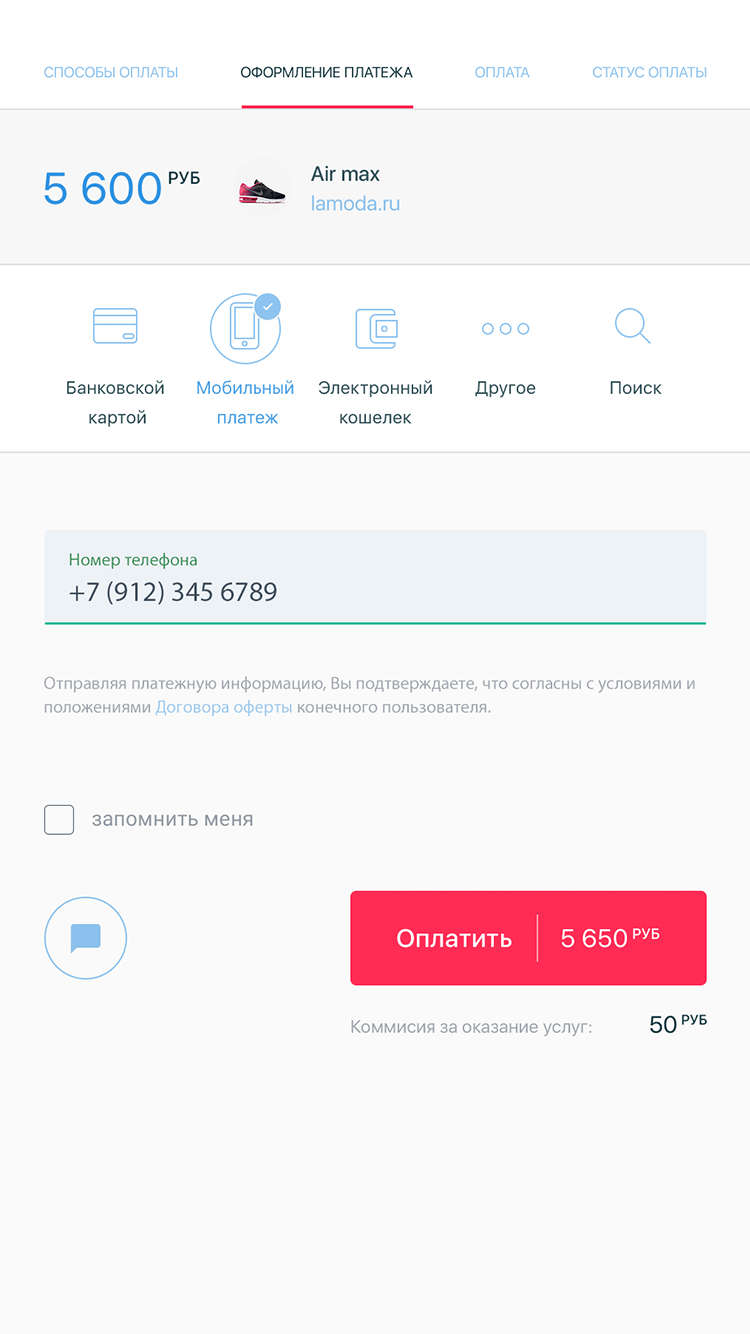 СПОСОБЫ ОПЛАТЫ ОФОРМЛЕНИЕ ПЛАТЕЖА ОПЛАТА СТАТУС ОПЛАТЫ
5 600 РУБ
Air max
lamoda.ru
Банковской картой
Мобильный платеж
Электронный кошелек
Другое
Поиск
Номер телефона
+7 (912) 345 6789
Отправляя платежную информацию, Вы подтверждаете, что согласны с условиями и
положениями Договора оферты конечного пользователя.
запомнить меня
Оплатить 5 650 РУБ
Коммисия за оказание услуг: 50 РУБ